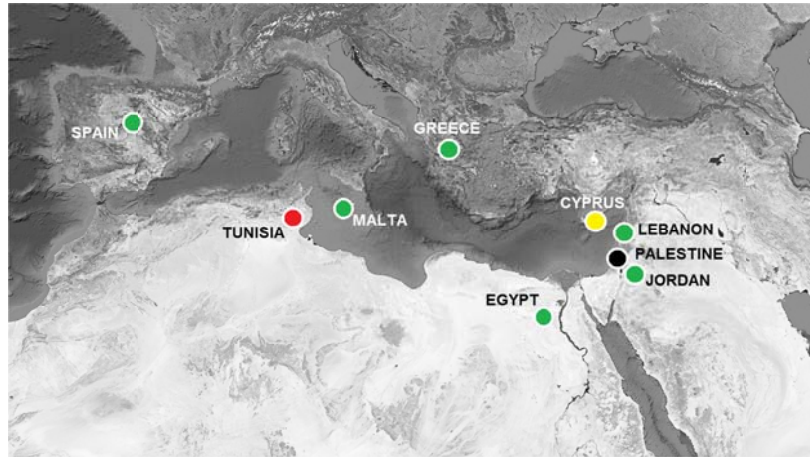 SPAIN
GREECE
TUNISIA
MALTA
CYPRUS
LEBANON
PALESTINE
JORDAN
EGYPT